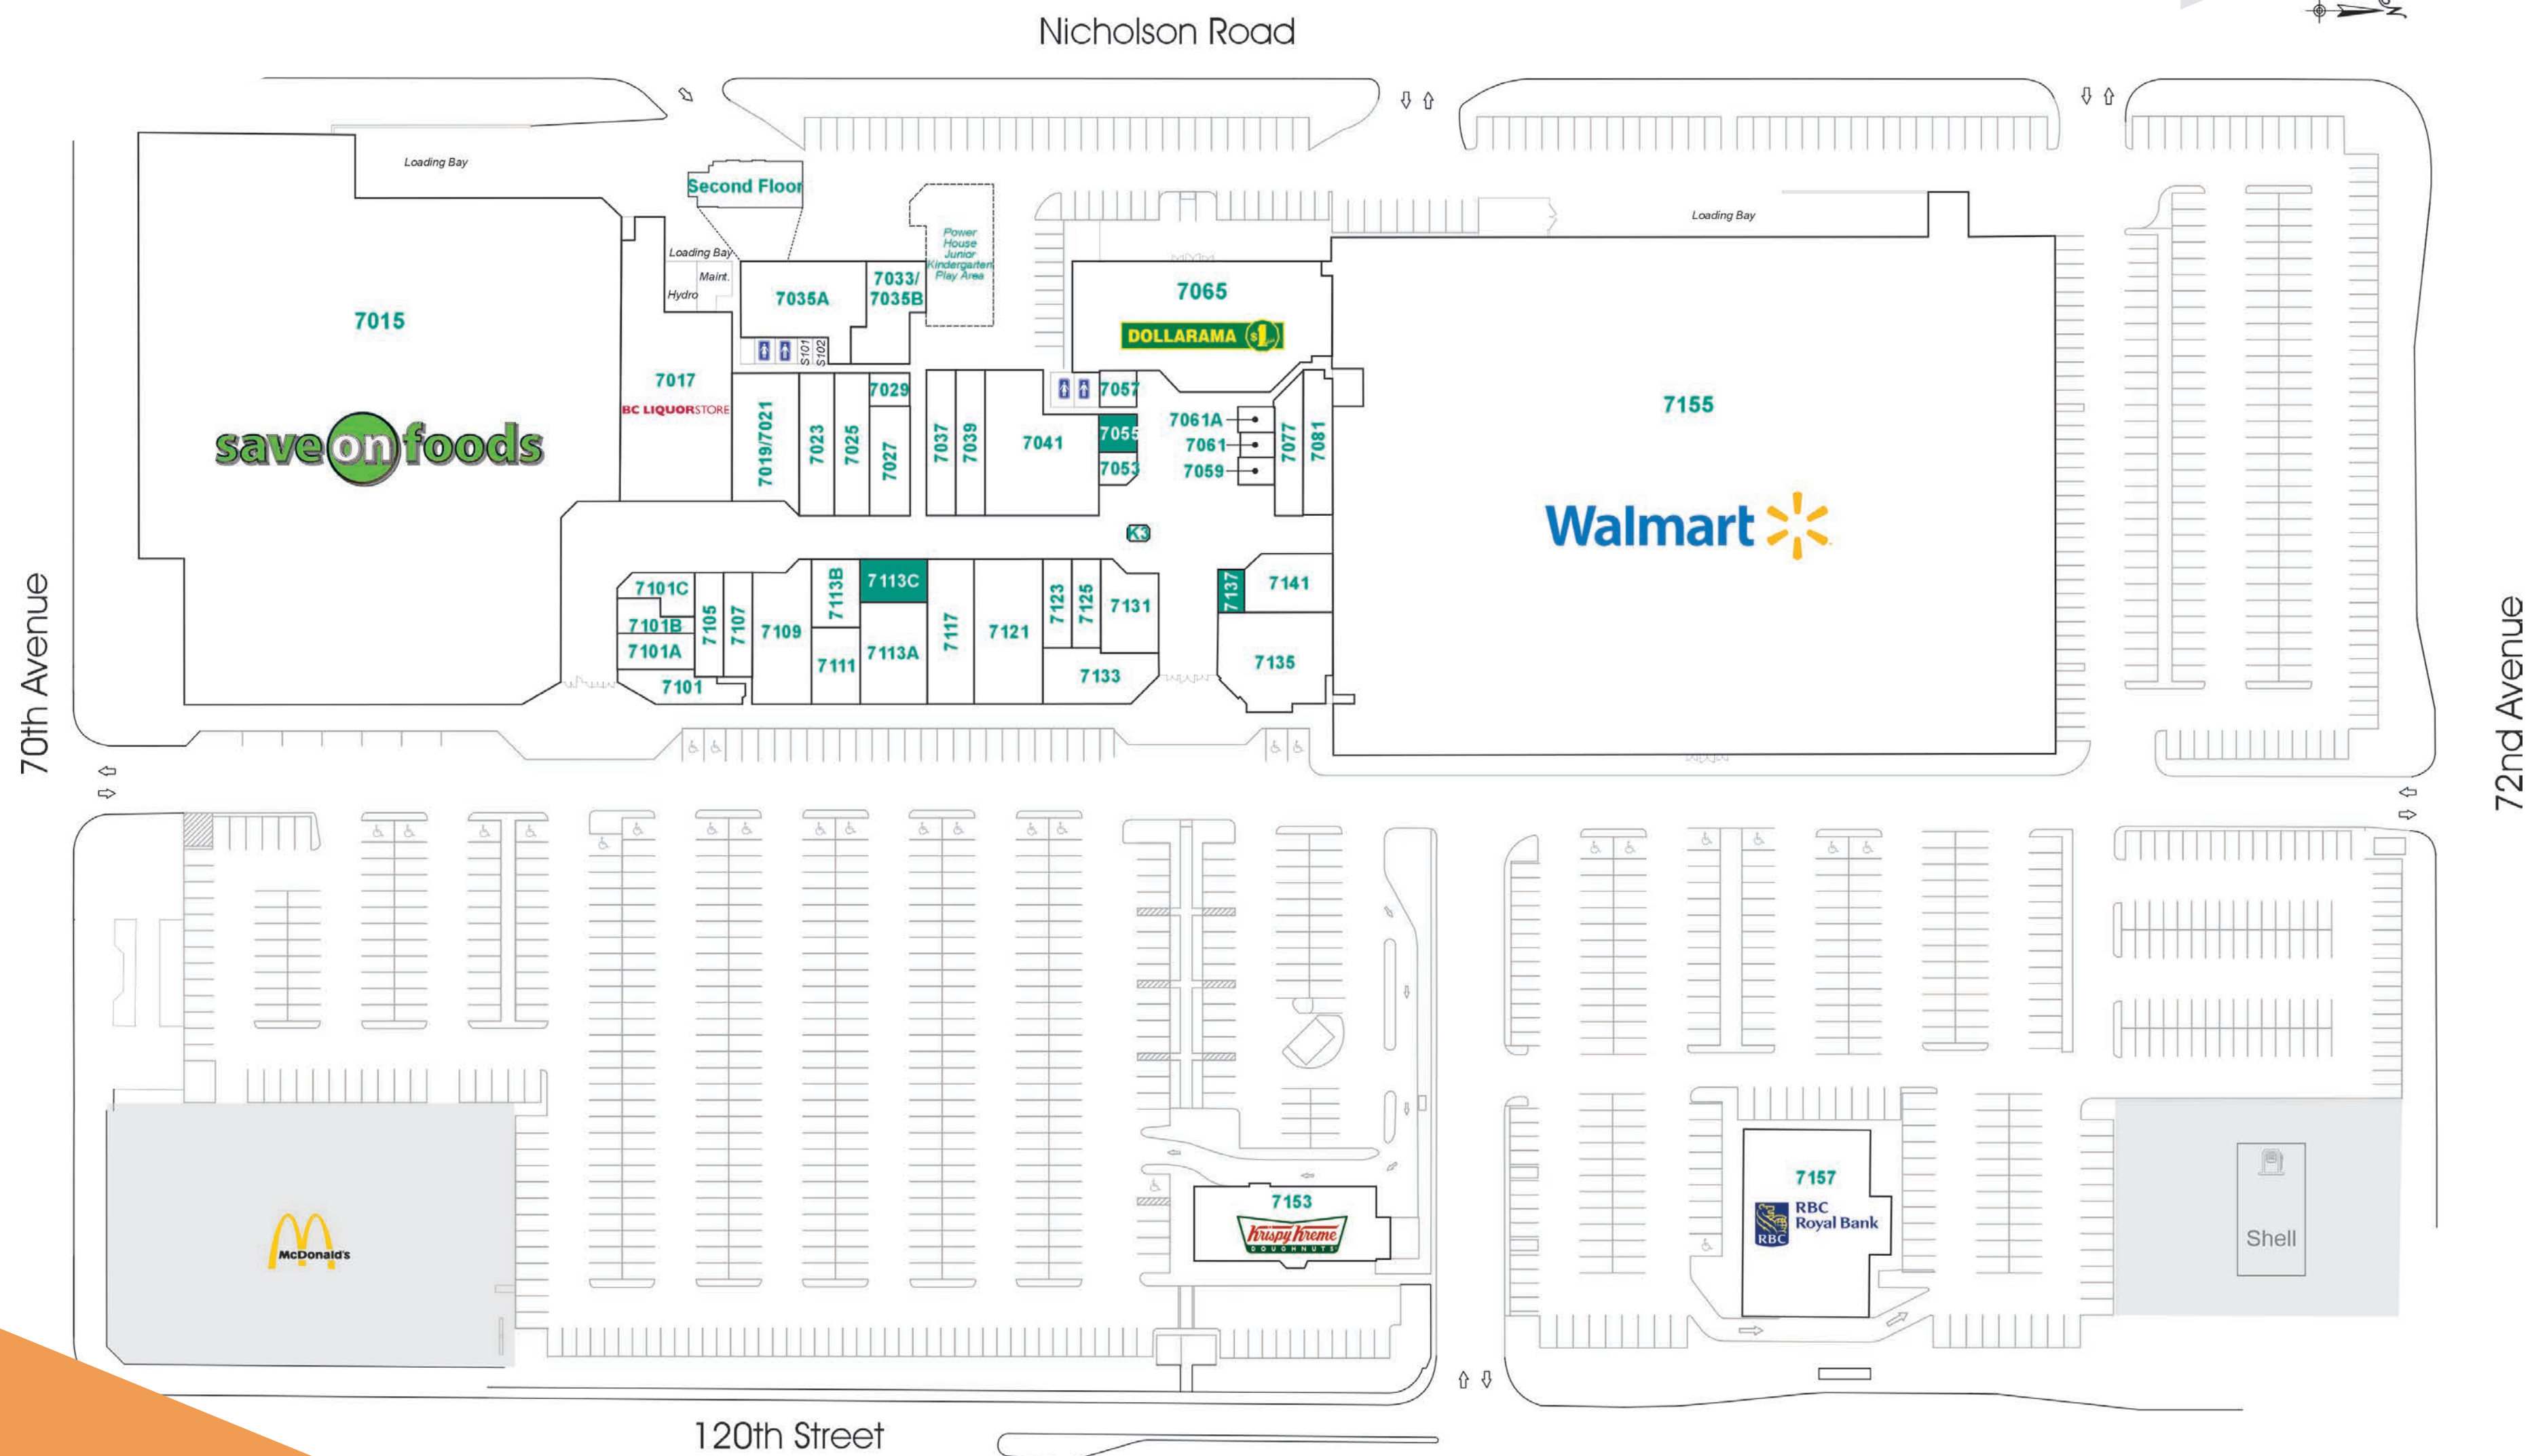 Nicholson Road
N
Loading Bay
Second Floor
Loading Bay
Power
House
Junior
Kindergarten
Play Area
Loading Bay
Maint.
Hydro
7035A
7033/
7035B
7065
DOLLARAMA $1
7015
S101
S102
7017
BC LIQUORSTORE
saveonfoods
7019/7021
7023
7025
7029
7027
7037
7039
7041
7057
7055
7053
7061A
7061
7059
7077
7081
7155
Walmart
K3
70th Avenue
72nd Avenue
7101C
7101B
7101A
7101
7105
7107
7109
7113B
7111
7113C
7113A
7117
7121
7123
7125
7131
7133
7137
7141
7135
McDonald's
7153
Krispy Kreme
DOUGHNUTS
7157
RBC
RBC
Royal Bank
Shell
120th Street